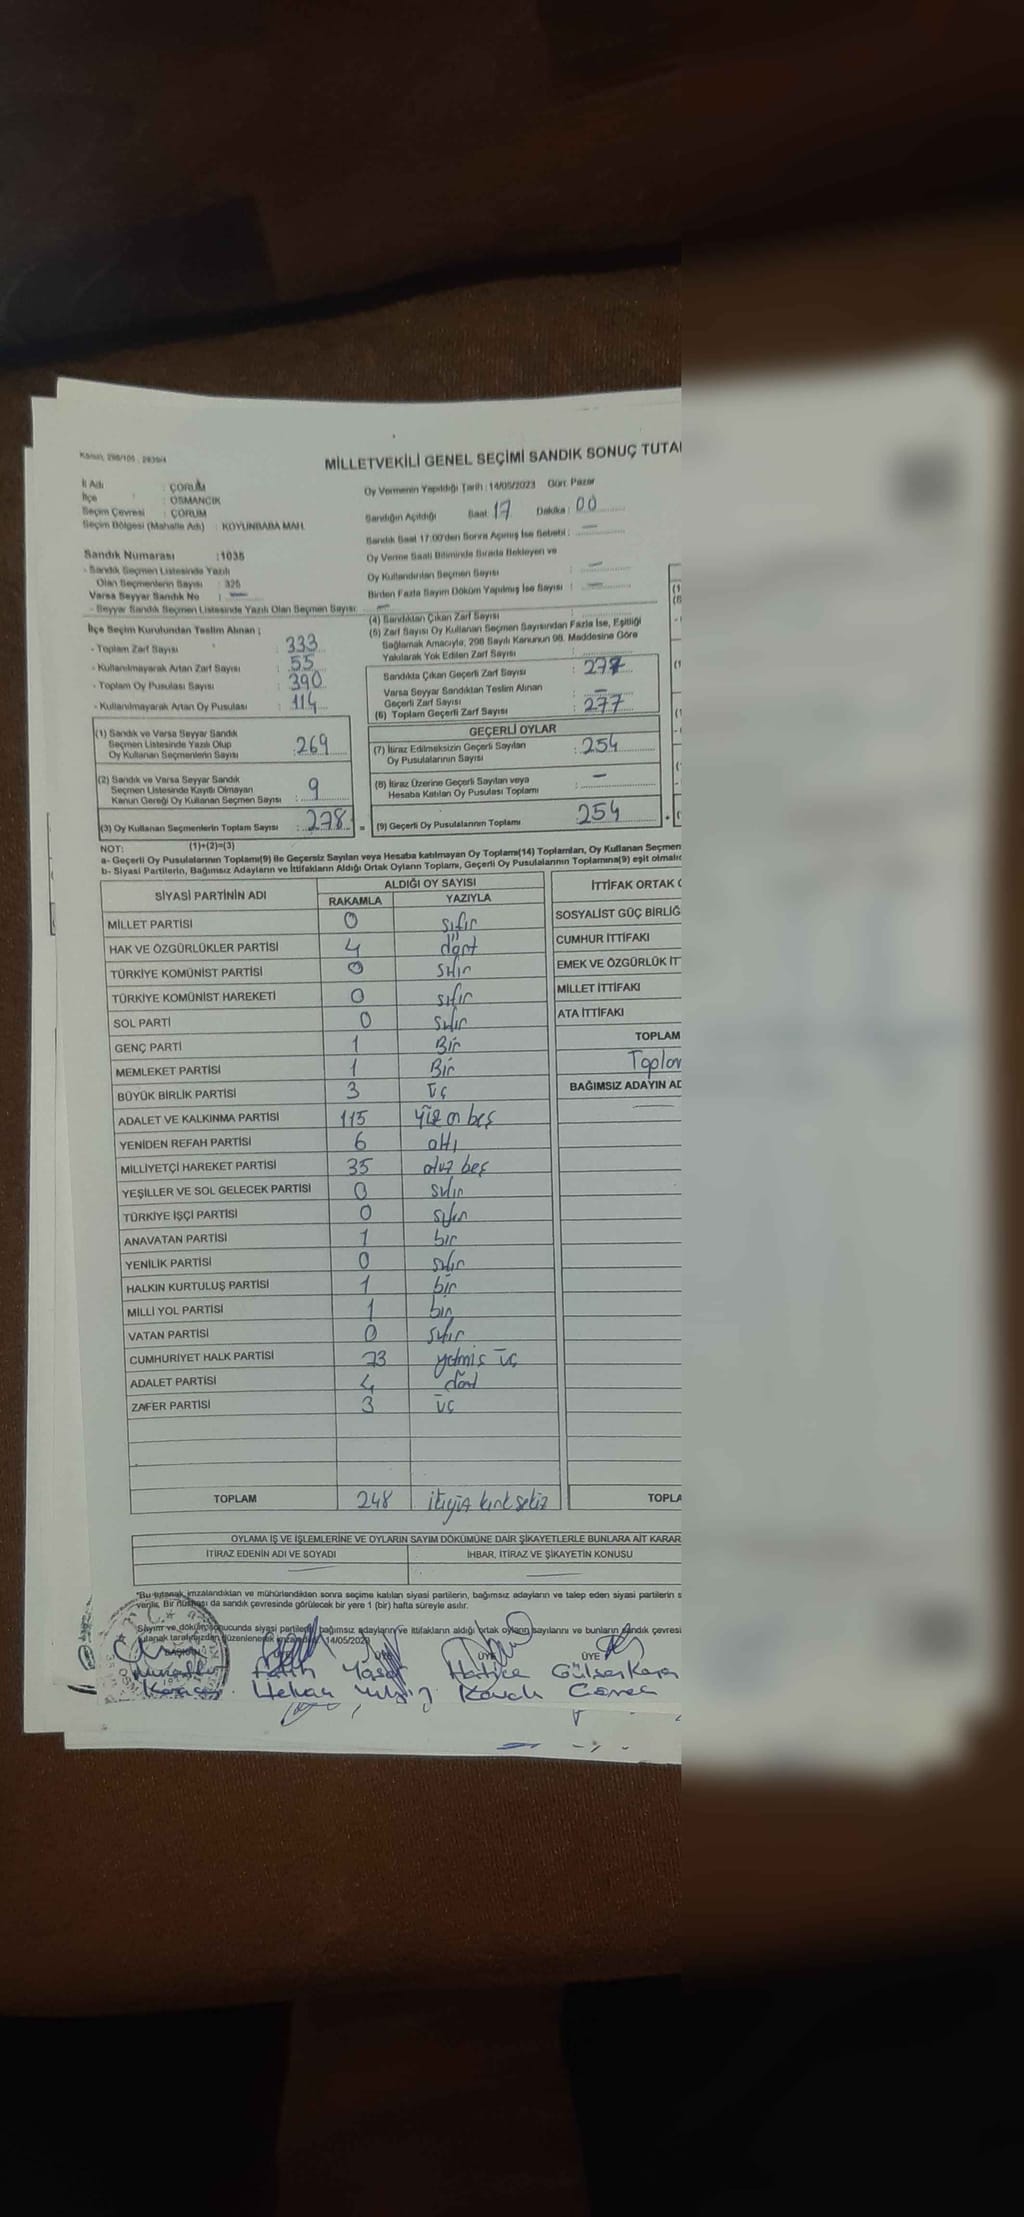 Kanun, 298/105 , 2839/4
MİLLETVEKİLİ GENEL SEÇİMİ SANDIK SONUÇ TUTA
İl Adı : ÇORUM
İlçe : OSMANCIK
Seçim Çevresi : ÇORUM
Seçim Bölgesi (Mahalle Adı) : KOYUNBABA MAH.
Oy Vermenin Yapıldığı Tarih : 14/05/2023 Gün: Pazar
Sandığın Açıldığı Saat: 17 Dakika : 00
Sandık Saat 17:00'den Sonra Açılmış İse Sebebi : —
Oy Verme Saati Bitiminde Sırada Bekleyen ve
Oy Kullandırılan Seçmen Sayısı : —
Birden Fazla Sayım Döküm Yapılmış İse Sayısı : —
Sandık Numarası :1035
- Sandık Seçmen Listesinde Yazılı
Olan Seçmenlerin Sayısı : 325
Varsa Seyyar Sandık No : —
- Seyyar Sandık Seçmen Listesinde Yazılı Olan Seçmen Sayısı: —
İlçe Seçim Kurulundan Teslim Alınan ;
- Toplam Zarf Sayısı : 333
- Kullanılmayarak Artan Zarf Sayısı : 55
- Toplam Oy Pusulası Sayısı : 390
- Kullanılmayarak Artan Oy Pusulası : 114
(4) Sandıktan Çıkan Zarf Sayısı
(5) Zarf Sayısı Oy Kullanan Seçmen Sayısından Fazla İse, Eşitliği
Sağlamak Amacıyla, 298 Sayılı Kanunun 98. Maddesine Göre
Yakılarak Yok Edilen Zarf Sayısı
Sandıkta Çıkan Geçerli Zarf Sayısı : 277
Varsa Seyyar Sandıktan Teslim Alınan
Geçerli Zarf Sayısı : —
(6) Toplam Geçerli Zarf Sayısı : 277
(1) Sandık ve Varsa Seyyar Sandık
Seçmen Listesinde Yazılı Olup
Oy Kullanan Seçmenlerin Sayısı : 269
(2) Sandık ve Varsa Seyyar Sandık
Seçmen Listesinde Kayıtlı Olmayan
Kanun Gereği Oy Kullanan Seçmen Sayısı : 9
(3) Oy Kullanan Seçmenlerin Toplam Sayısı : 278 =
GEÇERLİ OYLAR
(7) İtiraz Edilmeksizin Geçerli Sayılan
Oy Pusulalarının Sayısı : 254
(8) İtiraz Üzerine Geçerli Sayılan veya
Hesaba Katılan Oy Pusulası Toplamı : —
(9) Geçerli Oy Pusulalarının Toplamı : 254 +
NOT: (1)+(2)=(3)
a- Geçerli Oy Pusulalarının Toplamı(9) ile Geçersiz Sayılan veya Hesaba katılmayan Oy Toplamı(14) Toplamları, Oy Kullanan Seçmen
b- Siyasi Partilerin, Bağımsız Adayların ve İttifakların Aldığı Ortak Oyların Toplamı, Geçerli Oy Pusulalarının Toplamına(9) eşit olmalıd
SİYASİ PARTİNİN ADI ALDIĞI OY SAYISI
RAKAMLA YAZIYLA
MİLLET PARTİSİ 0 sıfır
HAK VE ÖZGÜRLÜKLER PARTİSİ 4 dört
TÜRKİYE KOMÜNİST PARTİSİ 0 sıfır
TÜRKİYE KOMÜNİST HAREKETİ 0 sıfır
SOL PARTİ 0 sıfır
GENÇ PARTİ 1 Bir
MEMLEKET PARTİSİ 1 Bir
BÜYÜK BİRLİK PARTİSİ 3 üç
ADALET VE KALKINMA PARTİSİ 115 yüz on beş
YENİDEN REFAH PARTİSİ 6 altı
MİLLİYETÇİ HAREKET PARTİSİ 35 otuz beş
YEŞİLLER VE SOL GELECEK PARTİSİ 0 sıfır
TÜRKİYE İŞÇİ PARTİSİ 0 sıfır
ANAVATAN PARTİSİ 1 bir
YENİLİK PARTİSİ 0 sıfır
HALKIN KURTULUŞ PARTİSİ 1 bir
MİLLİ YOL PARTİSİ 1 bir
VATAN PARTİSİ 0 sıfır
CUMHURİYET HALK PARTİSİ 73 yetmiş üç
ADALET PARTİSİ 4 dört
ZAFER PARTİSİ 3 üç
TOPLAM 248 ikiyüz kırk sekiz
İTTİFAK ORTAK
SOSYALİST GÜÇ BİRLİĞ
CUMHUR İTTİFAKI
EMEK VE ÖZGÜRLÜK İT
MİLLET İTTİFAKI
ATA İTTİFAKI
TOPLAM
Toplam
BAĞIMSIZ ADAYIN AD
TOPLA
OYLAMA İŞ VE İŞLEMLERİNE VE OYLARIN SAYIM DÖKÜMÜNE DAİR ŞİKAYETLERLE BUNLARA AİT KARAR
İTİRAZ EDENİN ADI VE SOYADI İHBAR, İTİRAZ VE ŞİKAYETİN KONUSU
*Bu tutanak imzalandıktan ve mühürlendikten sonra seçime katılan siyasi partilerin, bağımsız adayların ve talep eden siyasi partilerin s
verilir. Bir nüshası da sandık çevresinde görülecek bir yere 1 (bir) hafta süreyle asılır.
Sayım ve döküm sonucunda siyasi partilerin, bağımsız adayların ve ittifakların aldığı ortak oyların sayılarını ve bunların sandık çevresi
tutanak tarafımızdan düzenlenerek imzalandı. 14/05/2023
BAŞKAN ÜYE ÜYE ÜYE
Fatih Yaşar Hatice Gülser Kaya